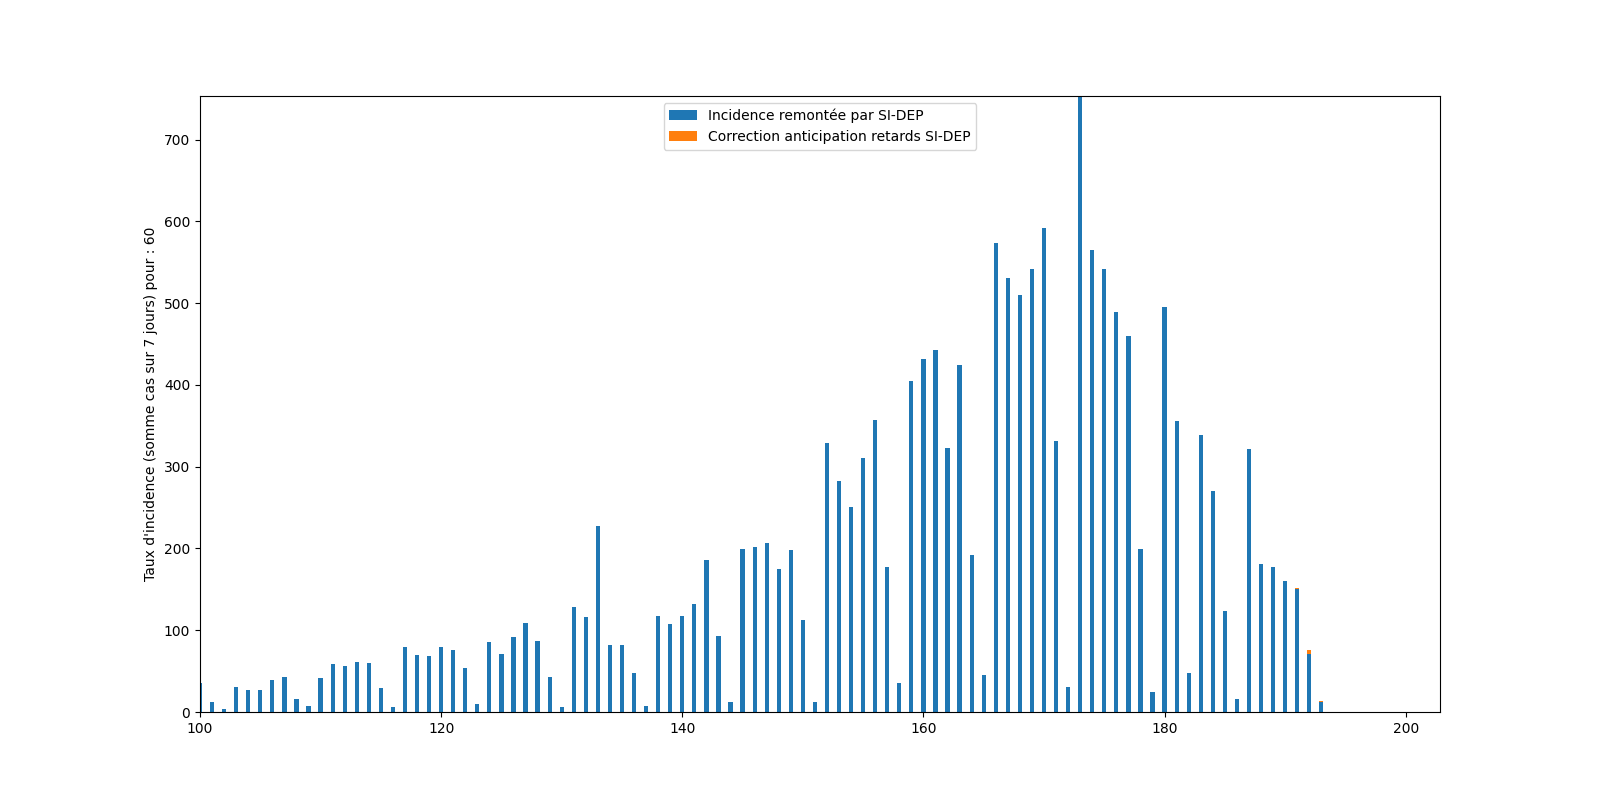 Incidence remontée par SI-DEP
Correction anticipation retards SI-DEP
Taux d'incidence (somme cas sur 7 jours) pour : 60
700
600
500
400
300
200
100
0
100 120 140 160 180 200